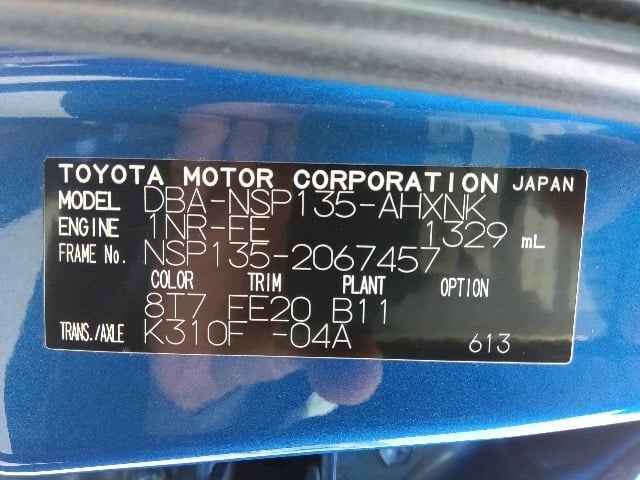 TOYOTA MOTOR CORPORATION JAPAN
MODEL DBA-NSP135-AHXNK
ENGINE 1NR-FE 1329 mL
FRAME No. NSP135-2067457
COLOR TRIM PLANT OPTION
8T7 FE20 B11
TRANS./AXLE K310F -04A 613